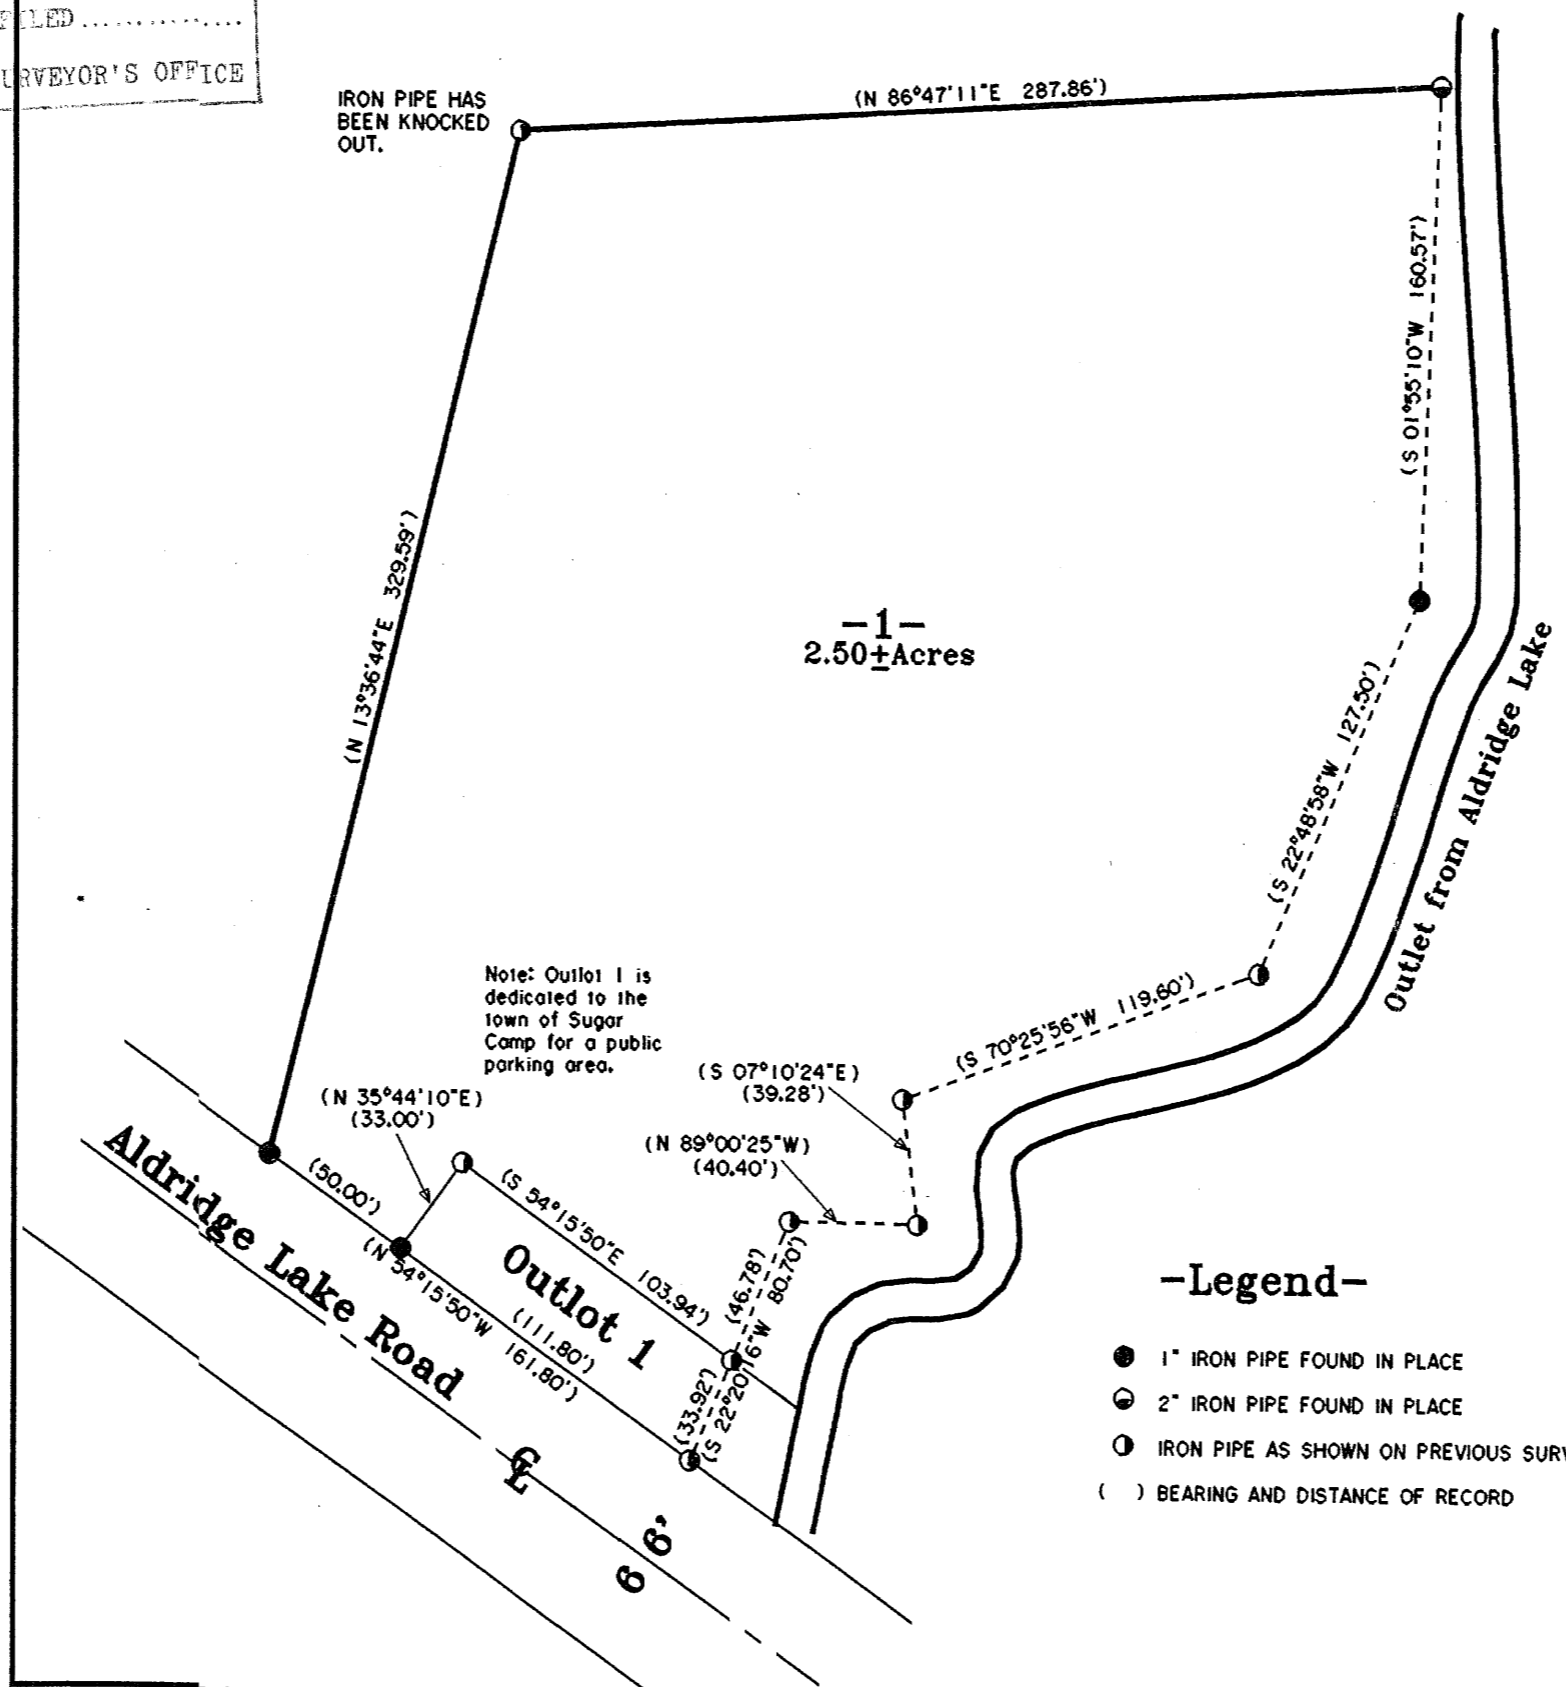 FILED ...............
URVEYOR'S OFFICE
IRON PIPE HAS
BEEN KNOCKED
OUT.
(N 86°47'11"E 287.86')
(S 01°55'10"W 160.57')
(N 13°36'44"E 329.59')
-1-
2.50±Acres
(S 22°48'58"W 127.50')
Outlet from Aldridge Lake
Note: Outlot 1 is
dedicated to the
town of Sugar
Camp for a public
parking area.
(S 70°25'56"W 119.60')
(S 07°10'24"E)
(39.28')
(N 35°44'10"E)
(33.00')
(N 89°00'25"W)
(40.40')
(50.00')
(S 54°15'50"E 103.94')
Outlot 1
(46.78')
(S 22°20'16"W 80.70')
(33.92')
(N 54°15'50"W 161.80')
(111.80')
Aldridge Lake Road
℄
66'
-Legend-
1" IRON PIPE FOUND IN PLACE
2" IRON PIPE FOUND IN PLACE
IRON PIPE AS SHOWN ON PREVIOUS SURV
( ) BEARING AND DISTANCE OF RECORD